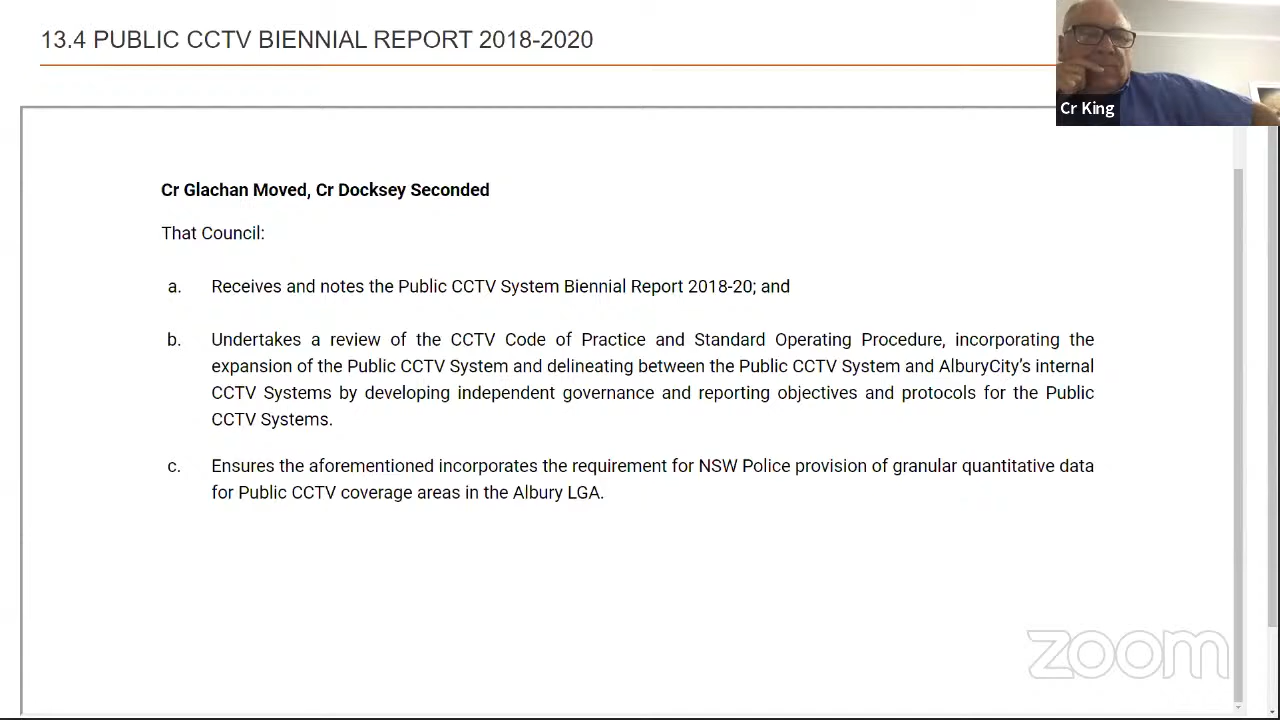 13.4 PUBLIC CCTV BIENNIAL REPORT 2018-2020
Cr King
Cr Glachan Moved, Cr Docksey Seconded
That Council:
a. Receives and notes the Public CCTV System Biennial Report 2018-20; and
b. Undertakes a review of the CCTV Code of Practice and Standard Operating Procedure, incorporating the
expansion of the Public CCTV System and delineating between the Public CCTV System and AlburyCity's internal
CCTV Systems by developing independent governance and reporting objectives and protocols for the Public
CCTV Systems.
c. Ensures the aforementioned incorporates the requirement for NSW Police provision of granular quantitative data
for Public CCTV coverage areas in the Albury LGA.
zoom